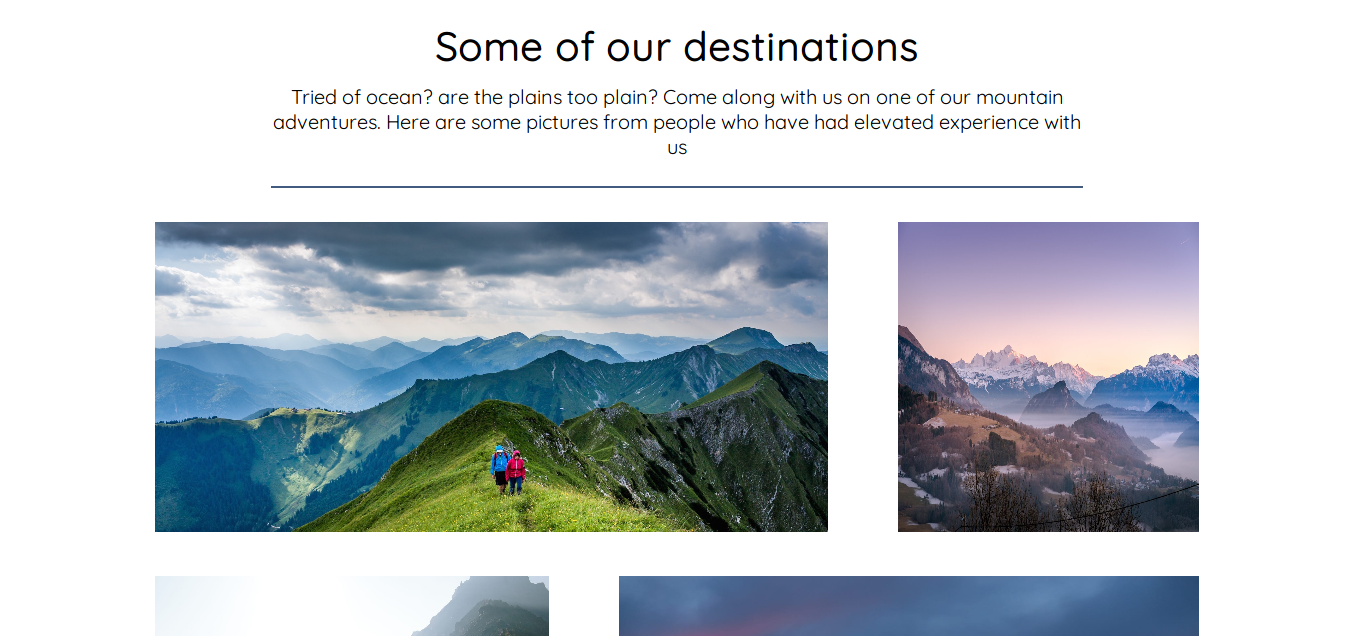 Some of our destinations
Tried of ocean? are the plains too plain? Come along with us on one of our mountain
adventures. Here are some pictures from people who have had elevated experience with
us